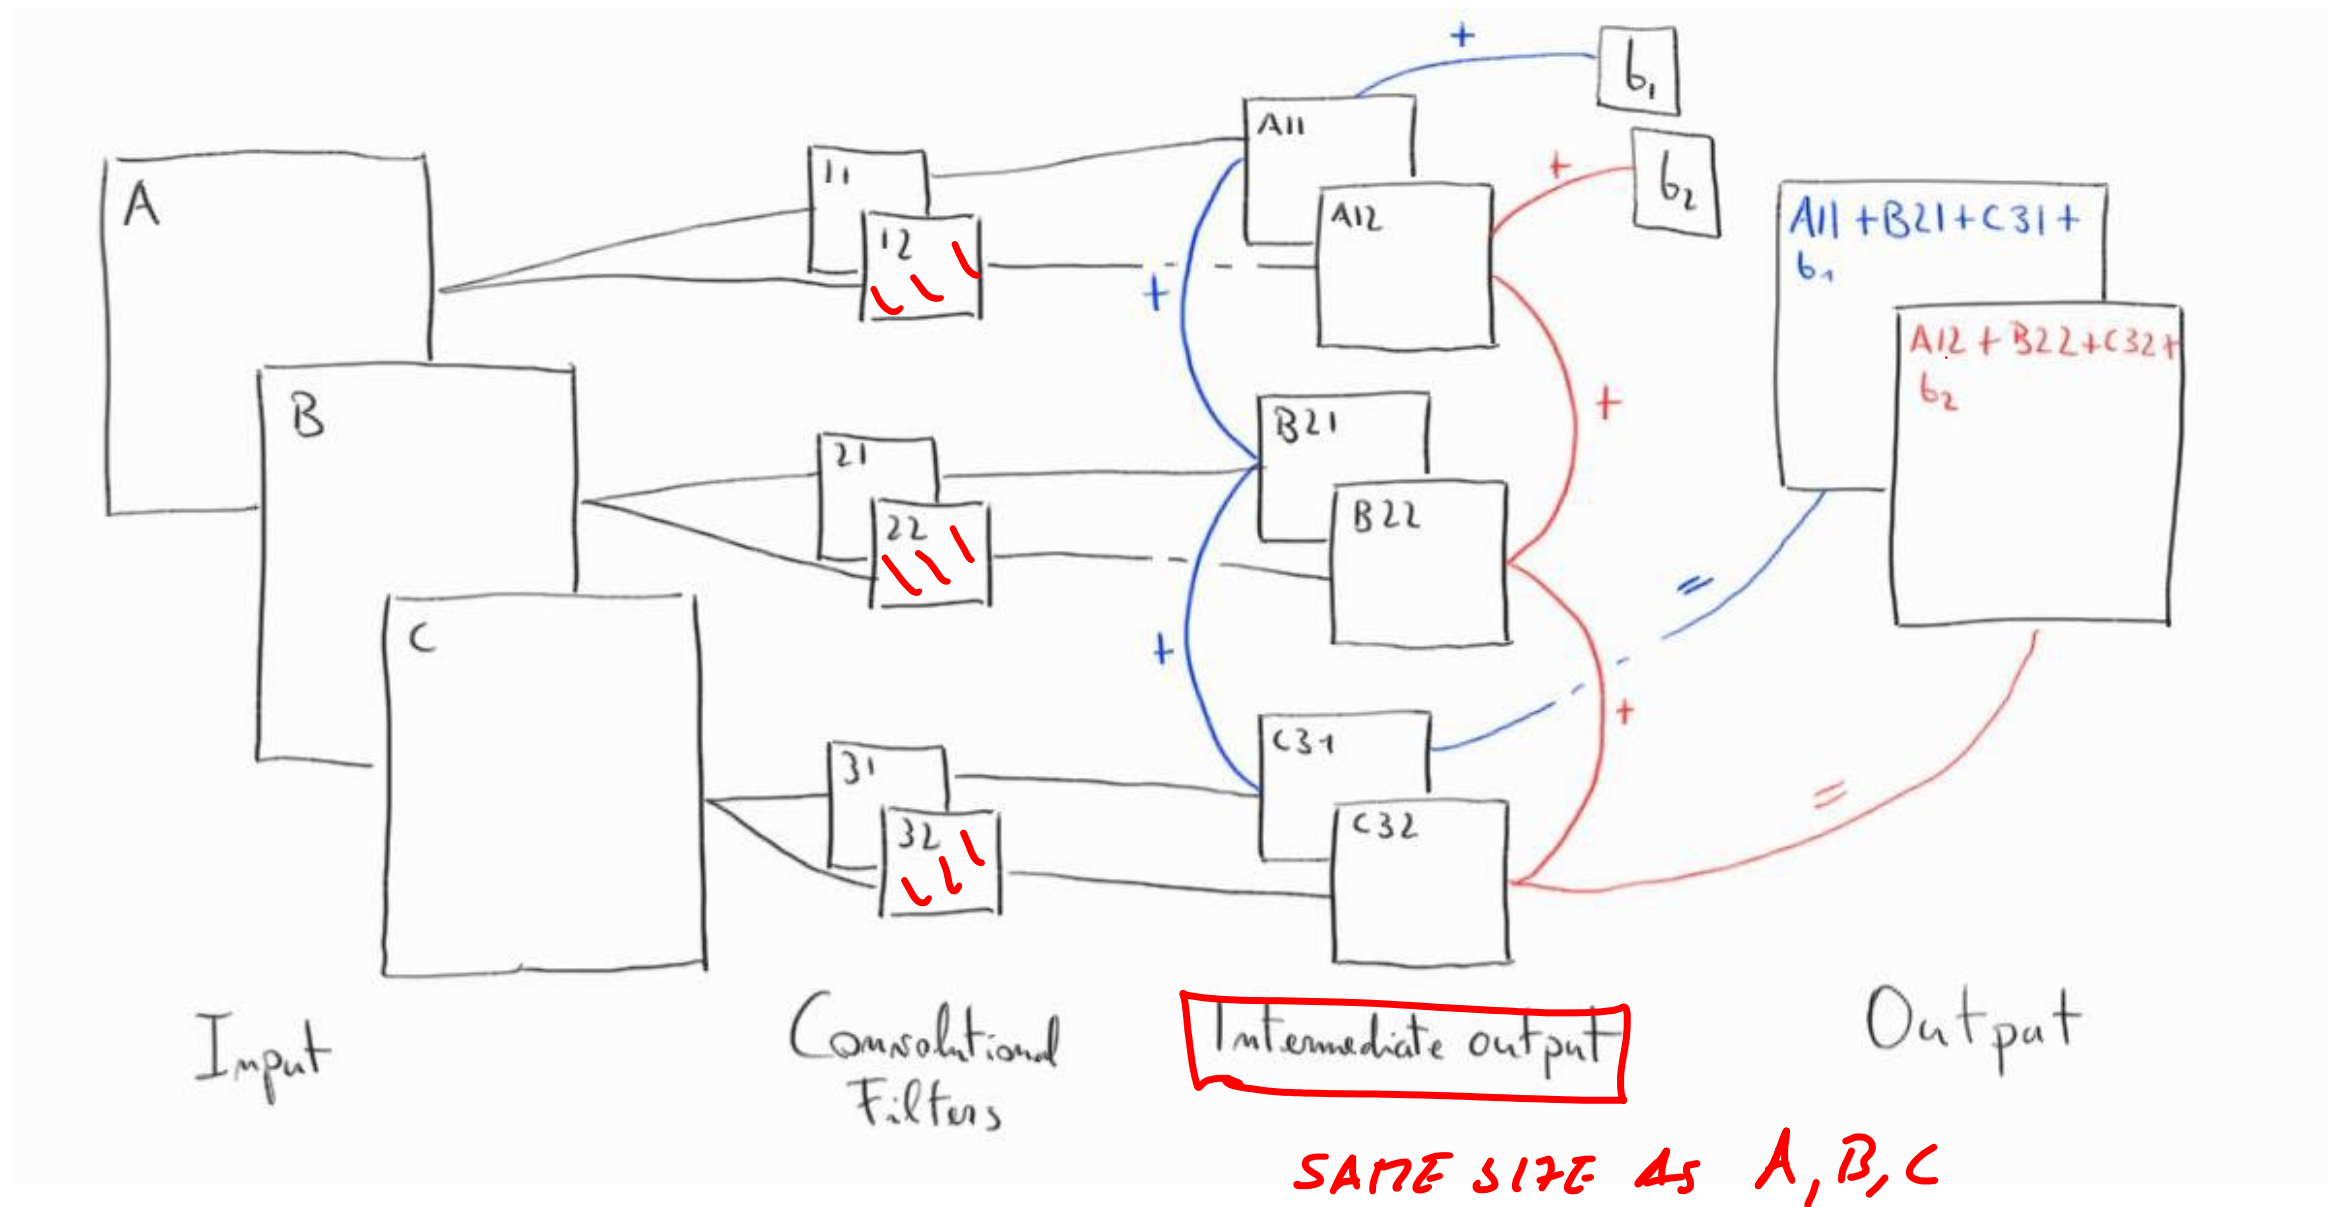 A
B
C
11
12
21
22
31
32
A11
A12
B21
B22
C31
C32
+
+
+
+
+
+
b1
b2
=
=
A11 + B21 + C31 +
b1
A12 + B22 + C32 +
b2
Input
Convolutional
Filters
Intermediate output
Output
SAME SIZE AS A, B, C